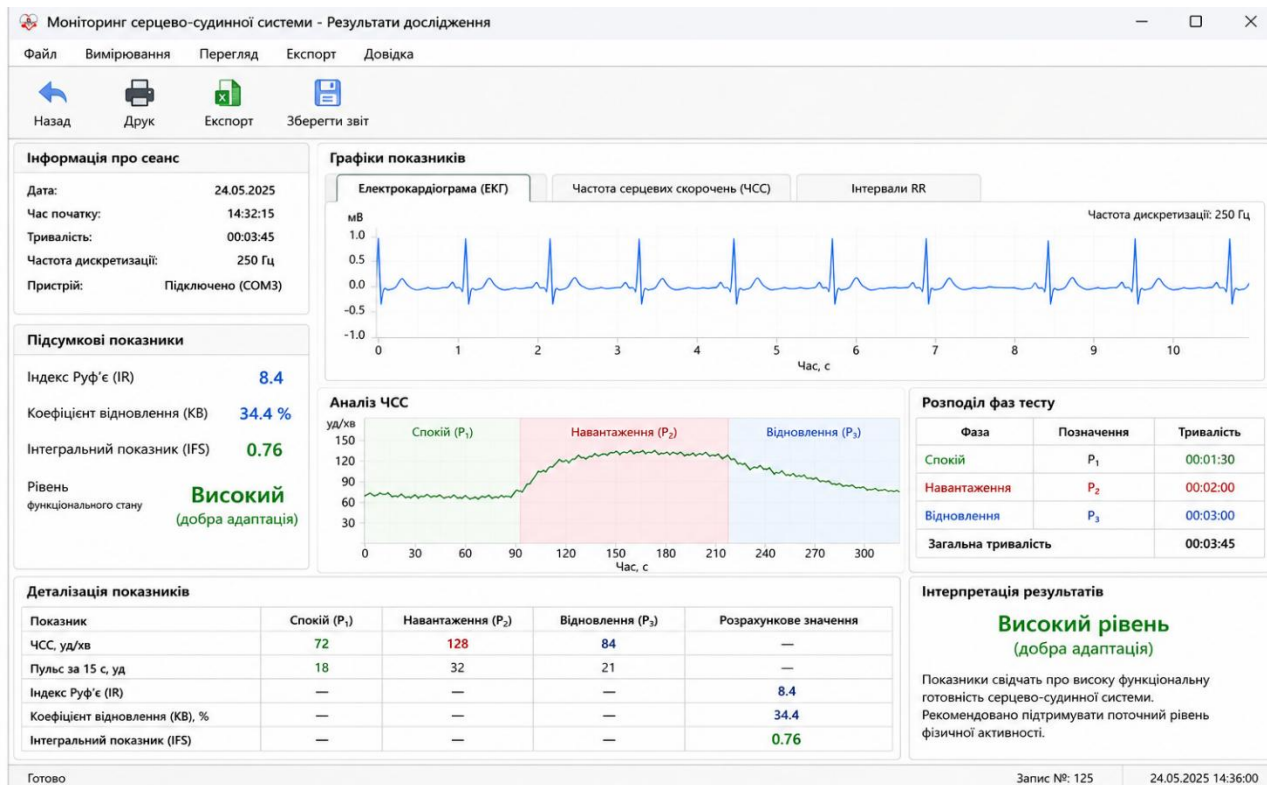 Моніторинг серцево-судинної системи - Результати дослідження
Файл Вимірювання Перегляд Експорт Довідка
Назад Друк Експорт Зберегти звіт
Інформація про сеанс
Дата: 24.05.2025
Час початку: 14:32:15
Тривалість: 00:03:45
Частота дискретизації: 250 Гц
Пристрій: Підключено (COM3)
Підсумкові показники
Індекс Руф'є (IR) 8.4
Коефіцієнт відновлення (КВ) 34.4 %
Інтегральний показник (IFS) 0.76
Рівень
функціонального стану
Високий
(добра адаптація)
Графіки показників
Електрокардіограма (ЕКГ) Частота серцевих скорочень (ЧСС) Інтервали RR
мВ
Частота дискретизації: 250 Гц
1.0
0.5
0.0
-0.5
-1.0
0 1 2 3 4 5 6 7 8 9 10
Час, с
Аналіз ЧСС
уд/хв
Спокій (P₁) Навантаження (P₂) Відновлення (P₃)
150
120
90
60
30
0 30 60 90 120 150 180 210 240 270 300
Час, с
Розподіл фаз тесту
Фаза Позначення Тривалість
Спокій P₁ 00:01:30
Навантаження P₂ 00:02:00
Відновлення P₃ 00:03:00
Загальна тривалість 00:03:45
Деталізація показників
Показник Спокій (P₁) Навантаження (P₂) Відновлення (P₃) Розрахункове значення
ЧСС, уд/хв 72 128 84 —
Пульс за 15 с, уд 18 32 21 —
Індекс Руф'є (IR) — — — 8.4
Коефіцієнт відновлення (КВ), % — — — 34.4
Інтегральний показник (IFS) — — — 0.76
Інтерпретація результатів
Високий рівень
(добра адаптація)
Показники свідчать про високу функціональну
готовність серцево-судинної системи.
Рекомендовано підтримувати поточний рівень
фізичної активності.
Готово
Запис №: 125 24.05.2025 14:36:00